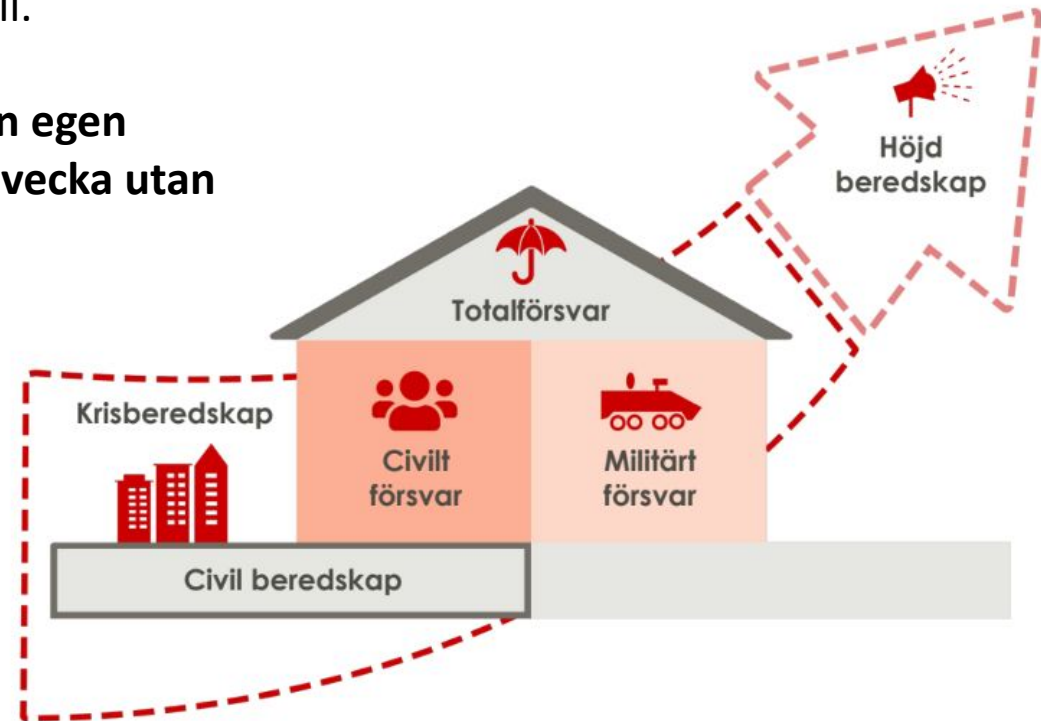 n egen
vecka utan
Höjd
beredskap
Totalförsvar
Krisberedskap
Civilt
försvar
Militärt
försvar
Civil beredskap